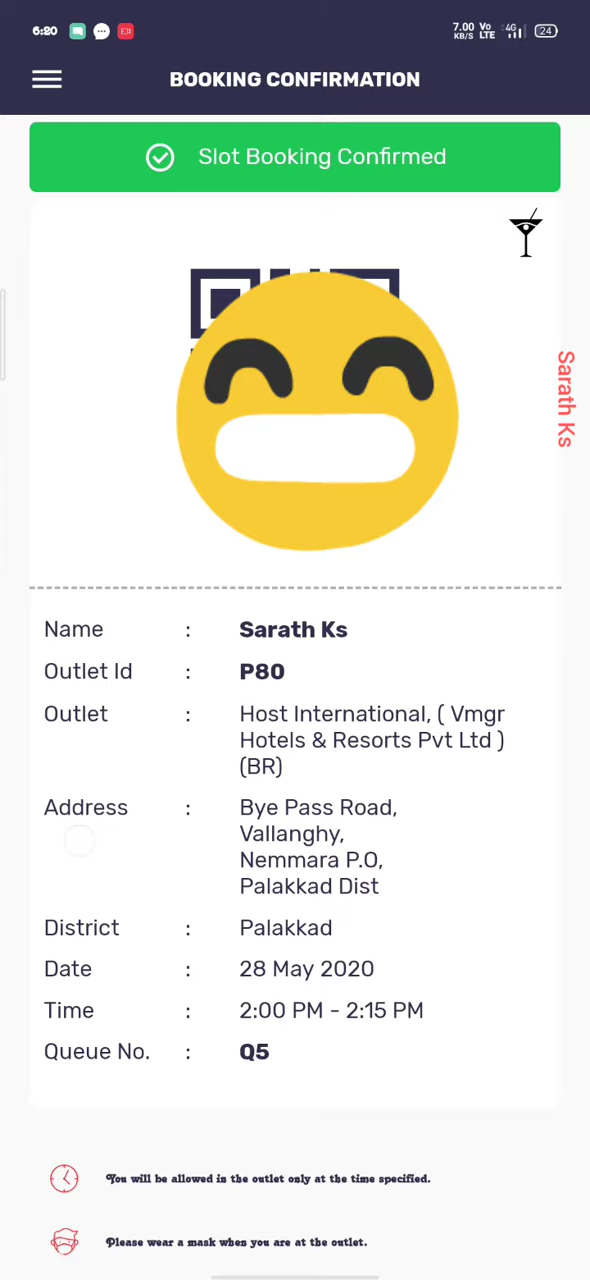 6:20
7.00 KB/S Vo LTE 4G 24
BOOKING CONFIRMATION
Slot Booking Confirmed
Sarath Ks
Name : Sarath Ks
Outlet Id : P80
Outlet : Host International, ( Vmgr
Hotels & Resorts Pvt Ltd )
(BR)
Address : Bye Pass Road,
Vallanghy,
Nemmara P.O,
Palakkad Dist
District : Palakkad
Date : 28 May 2020
Time : 2:00 PM - 2:15 PM
Queue No. : Q5
You will be allowed in the outlet only at the time specified.
Please wear a mask when you are at the outlet.